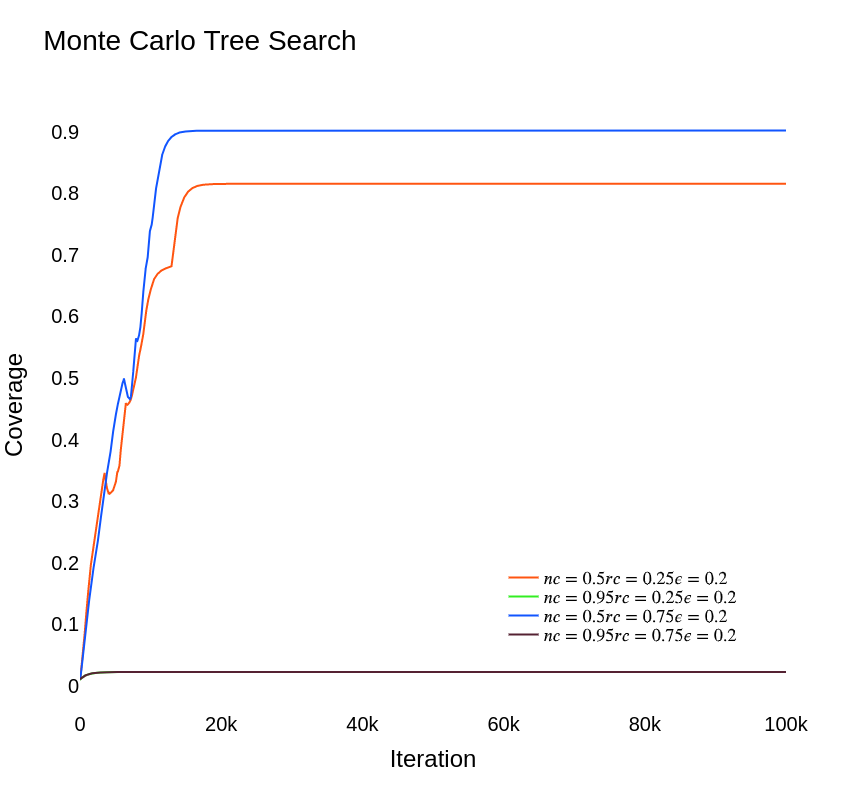 Monte Carlo Tree Search
0.9
0.8
0.7
0.6
0.5
0.4
0.3
0.2
0.1
0
Coverage
nc = 0.5rc = 0.25ϵ = 0.2
nc = 0.95rc = 0.25ϵ = 0.2
nc = 0.5rc = 0.75ϵ = 0.2
nc = 0.95rc = 0.75ϵ = 0.2
0 20k 40k 60k 80k 100k
Iteration